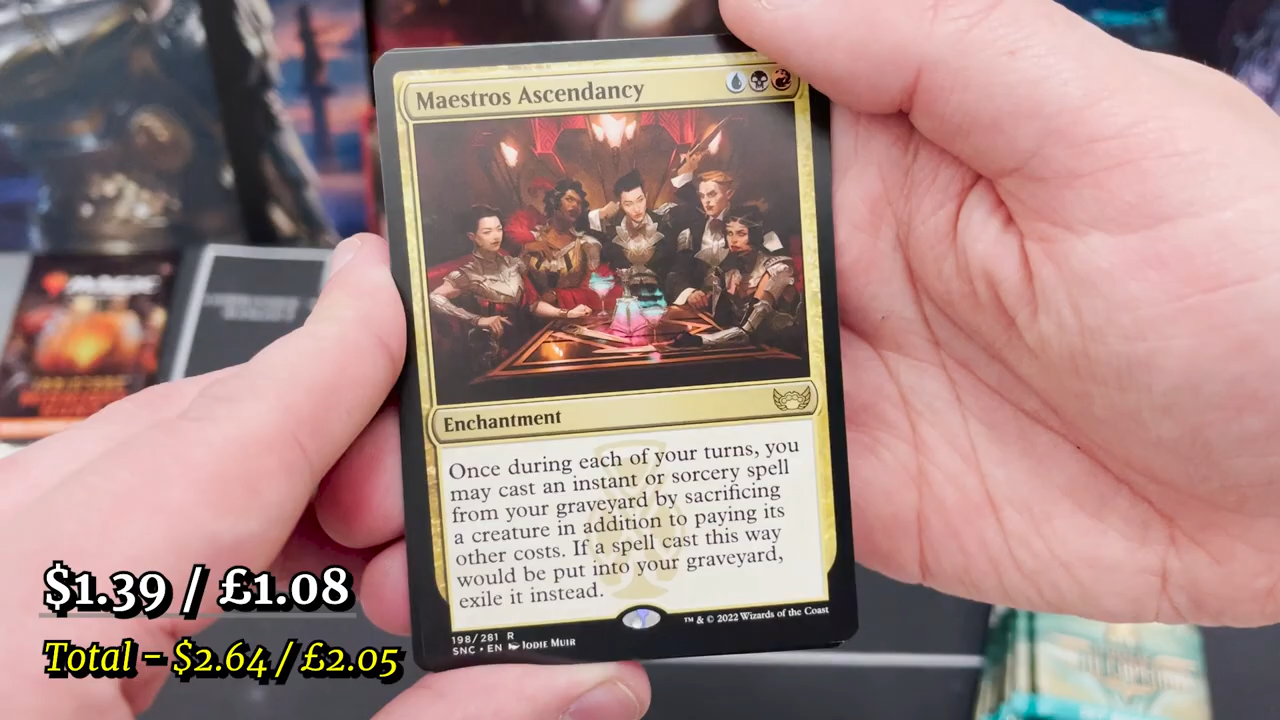 Maestros Ascendancy
Enchantment
Once during each of your turns, you
may cast an instant or sorcery spell
from your graveyard by sacrificing
a creature in addition to paying its
other costs. If a spell cast this way
would be put into your graveyard,
exile it instead.
198/281 R
SNC • EN JODIE MUIR
™ & © 2022 Wizards of the Coast
MAGIC
$1.39 / £1.08
Total - $2.64 / £2.05